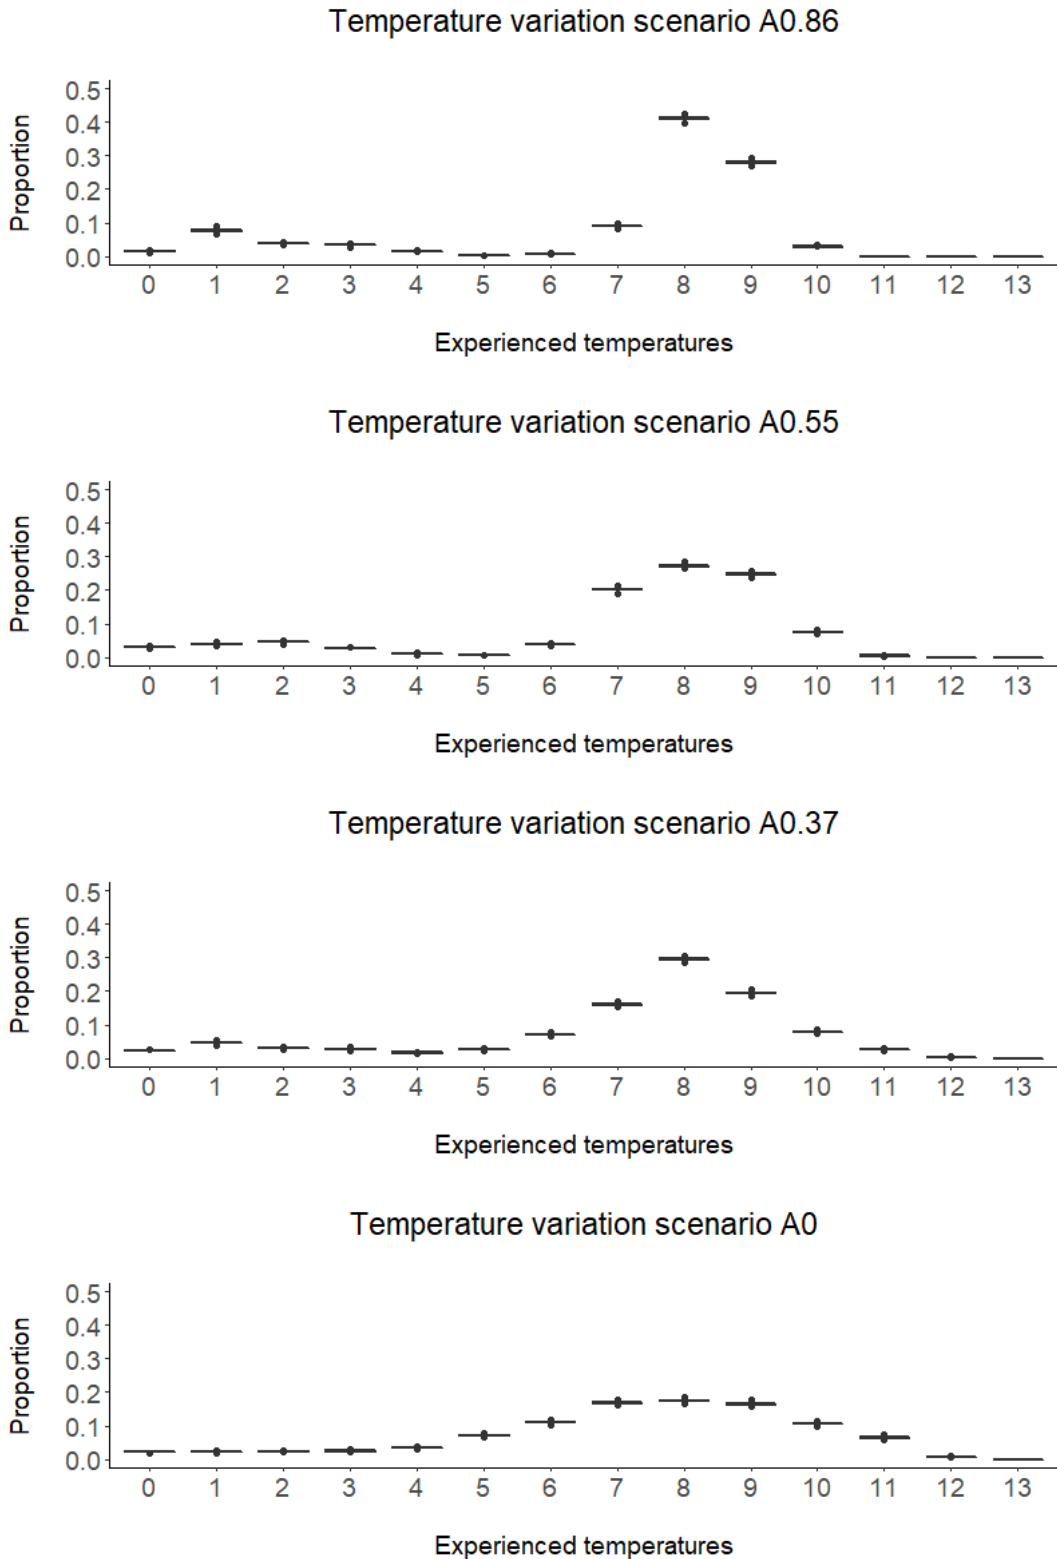 Temperature variation scenario A0.86
Proportion
0.5
0.4
0.3
0.2
0.1
0.0
0 1 2 3 4 5 6 7 8 9 10 11 12 13
Experienced temperatures
Temperature variation scenario A0.55
Proportion
0.5
0.4
0.3
0.2
0.1
0.0
0 1 2 3 4 5 6 7 8 9 10 11 12 13
Experienced temperatures
Temperature variation scenario A0.37
Proportion
0.5
0.4
0.3
0.2
0.1
0.0
0 1 2 3 4 5 6 7 8 9 10 11 12 13
Experienced temperatures
Temperature variation scenario A0
Proportion
0.5
0.4
0.3
0.2
0.1
0.0
0 1 2 3 4 5 6 7 8 9 10 11 12 13
Experienced temperatures